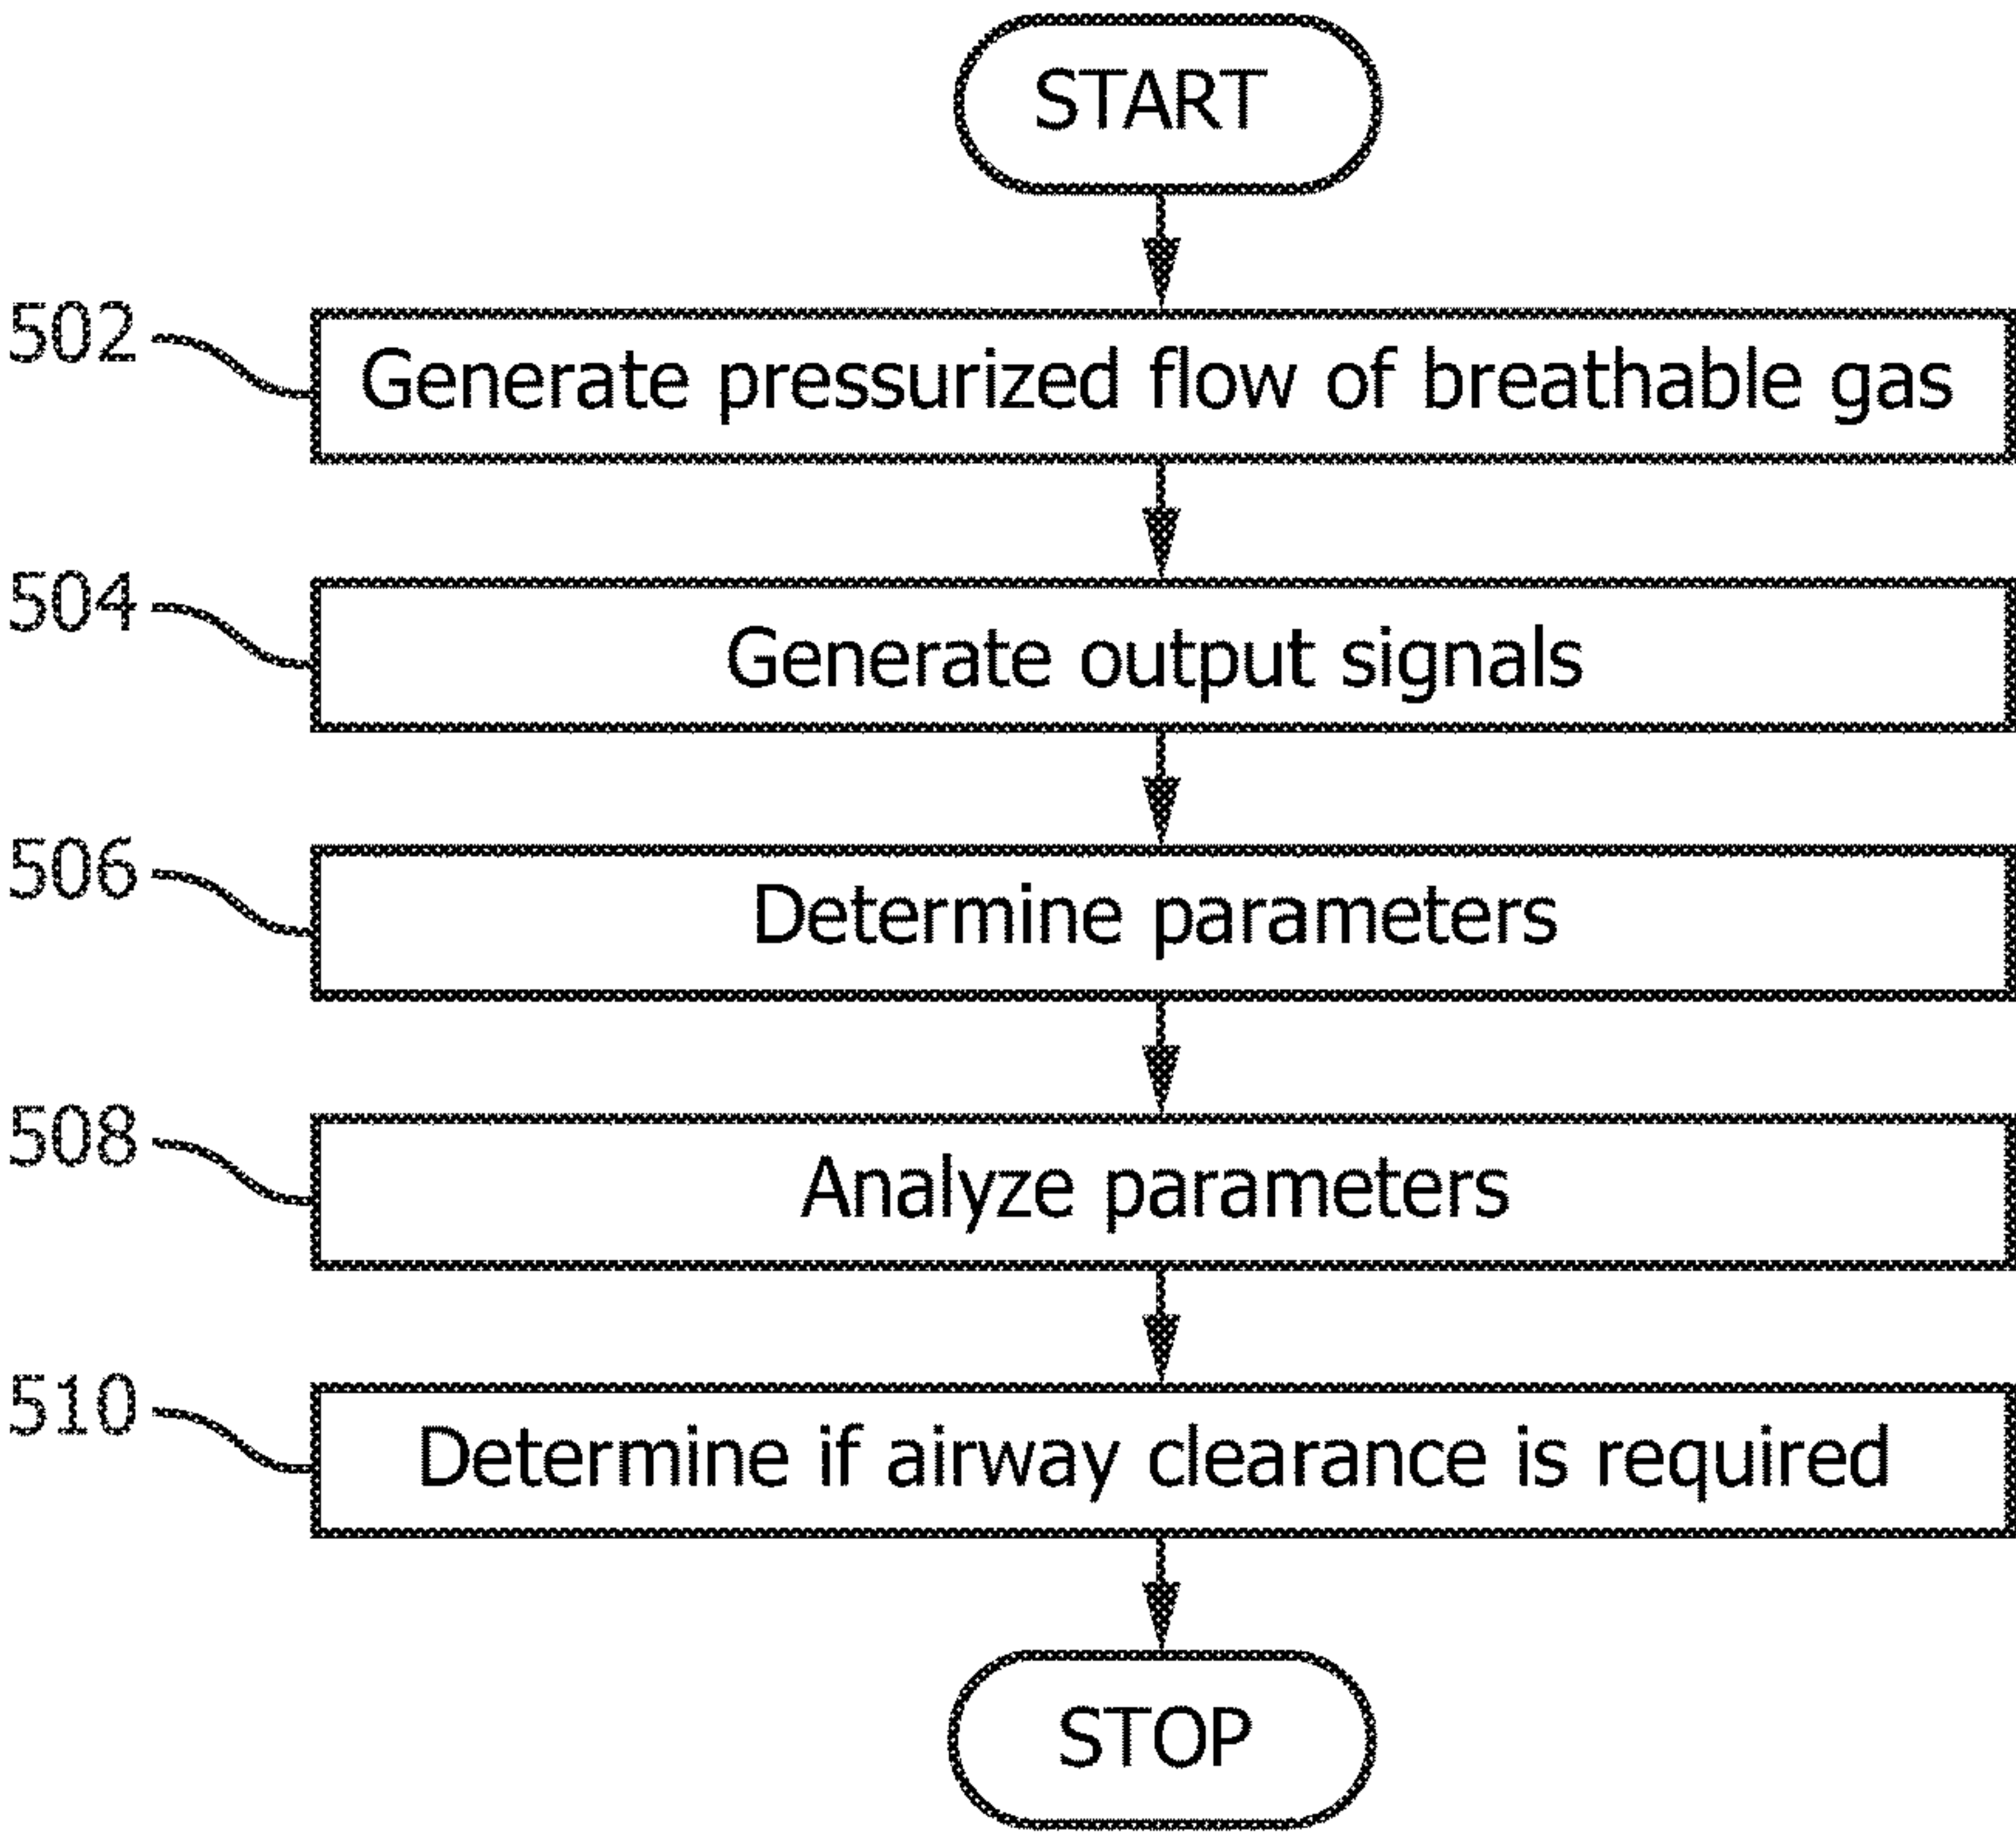 START
502 Generate pressurized flow of breathable gas
504 Generate output signals
506 Determine parameters
508 Analyze parameters
510 Determine if airway clearance is required
STOP